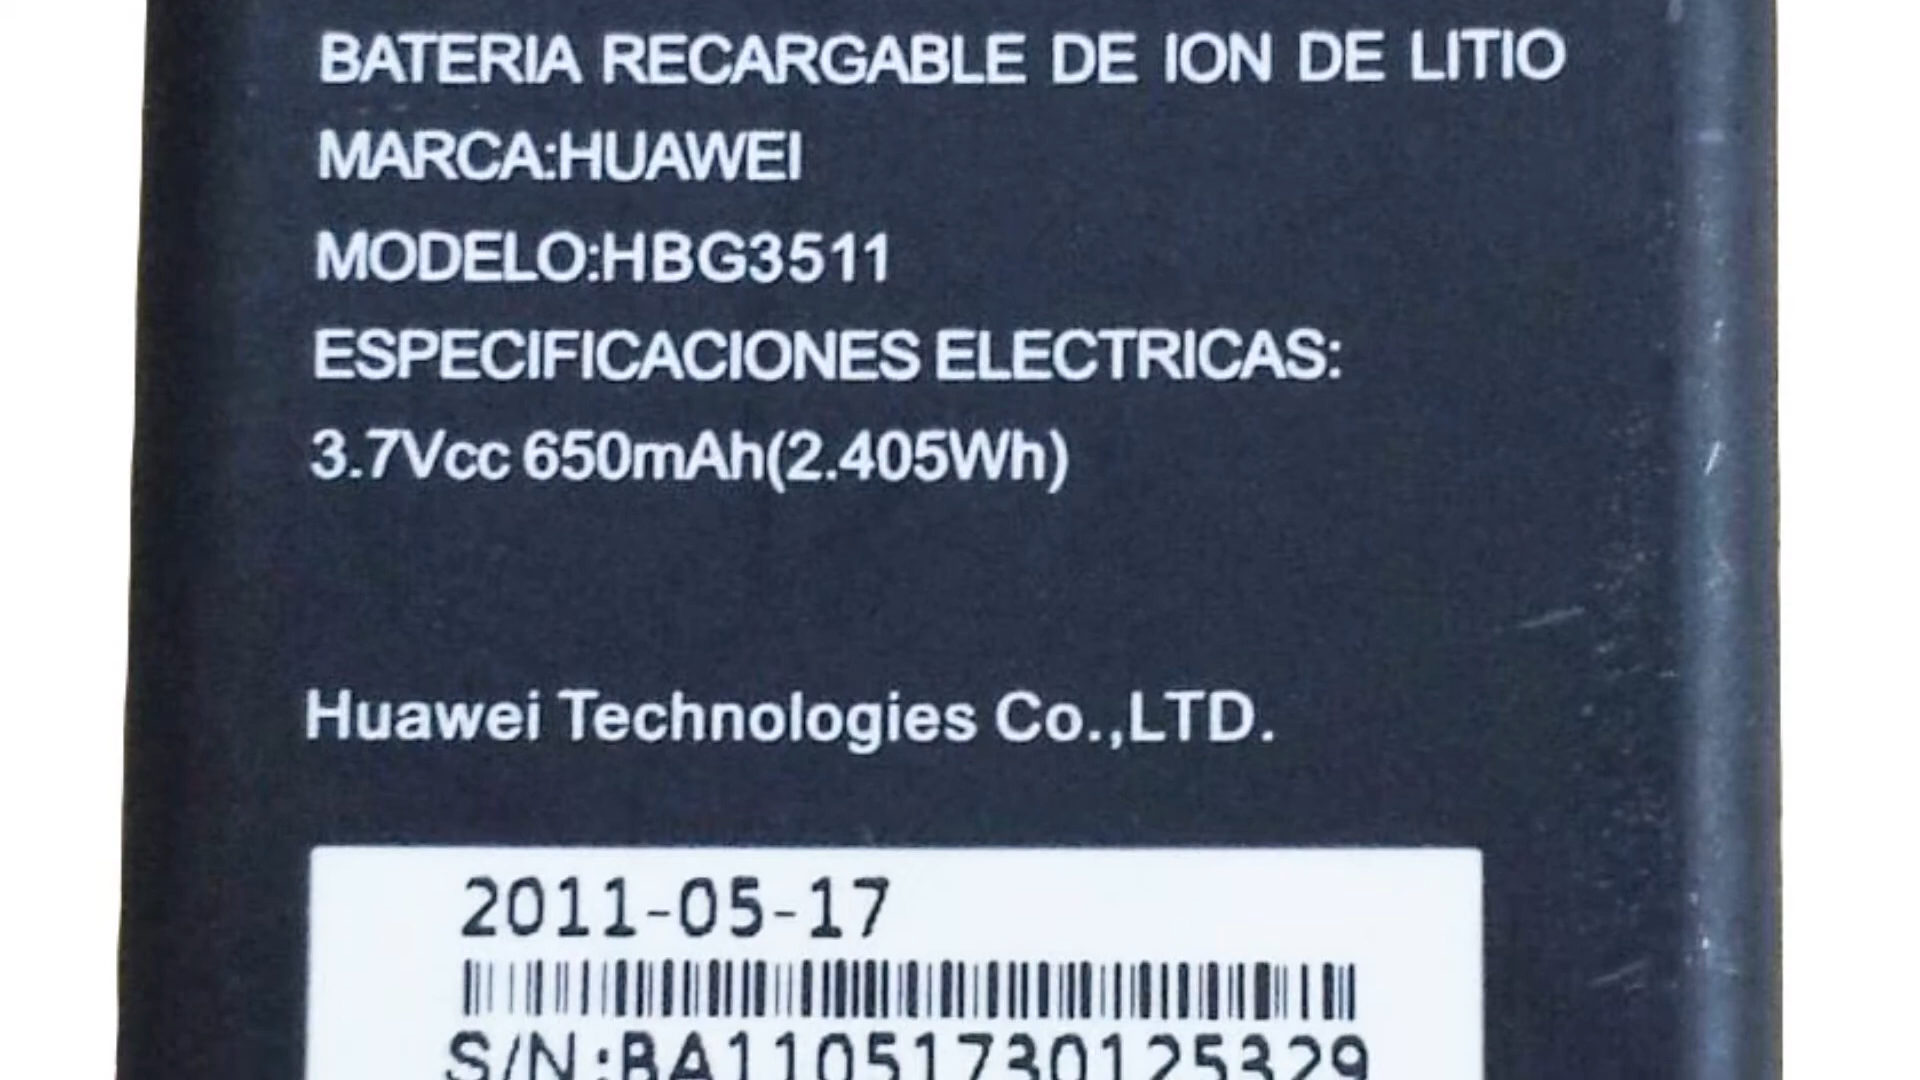 BATERIA RECARGABLE DE ION DE LITIO
MARCA:HUAWEI
MODELO:HBG3511
ESPECIFICACIONES ELECTRICAS:
3.7Vcc 650mAh(2.405Wh)
Huawei Technologies Co.,LTD.
2011-05-17
S/N:BA11051730125329